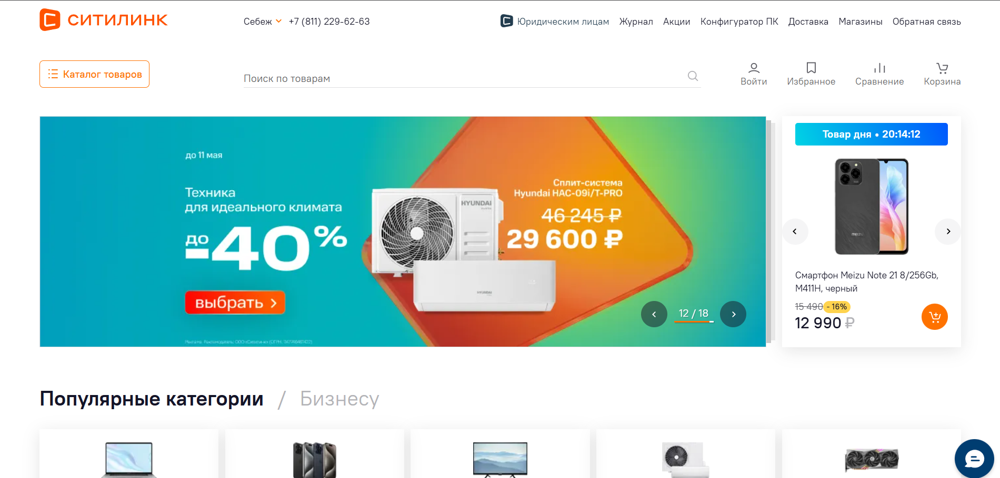 СИТИЛИНК
Себеж +7 (811) 229-62-63
Юридическим лицам Журнал Акции Конфигуратор ПК Доставка Магазины Обратная связь
Каталог товаров
Поиск по товарам
Войти Избранное Сравнение Корзина
до 11 мая
Техника
для идеального климата
до
-40%
выбрать
HYUNDAI
HYUNDAI
Сплит-система
Hyundai HAC-09i/T-PRO
46 245 ₽
29 600 ₽
12 / 18
Товар дня • 20:14:12
MEIZU
Смартфон Meizu Note 21 8/256Gb,
M411H, черный
15 490 - 16%
12 990 ₽
Популярные категории / Бизнесу